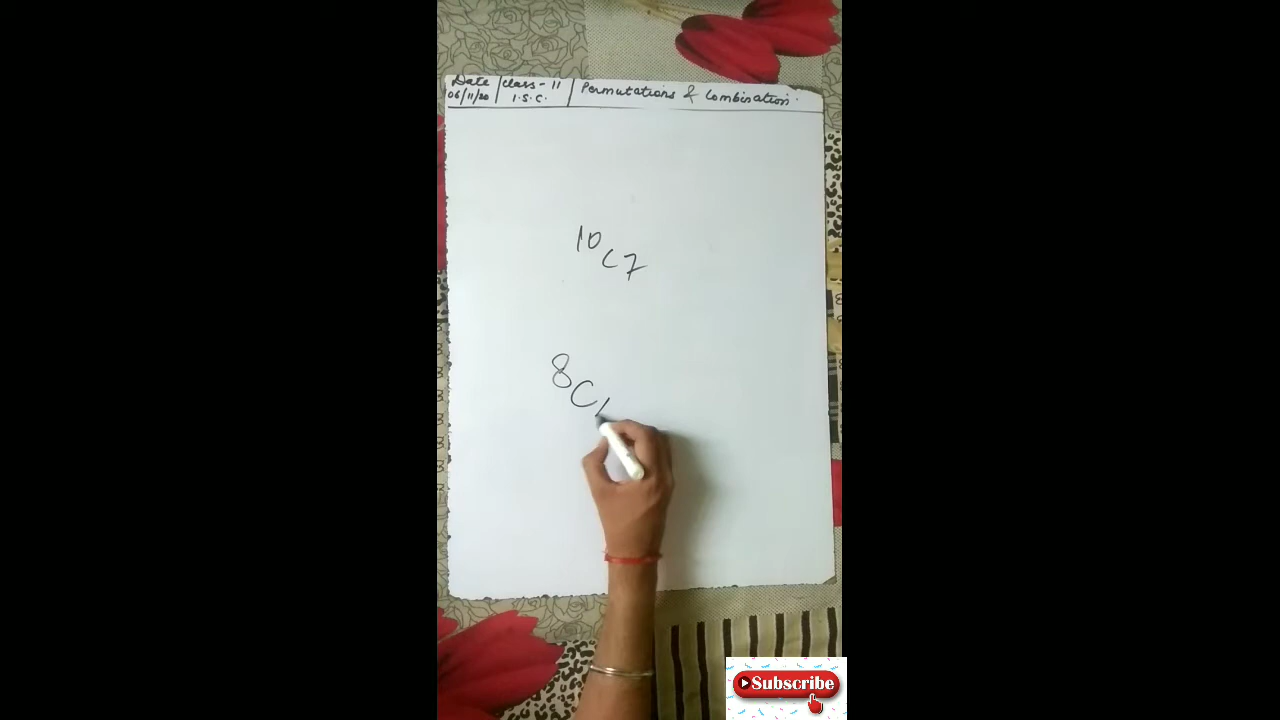 Date | Class - 11 | Permutations & Combination.
06/11/20 | I.S.C.
10C7
8C
Subscribe